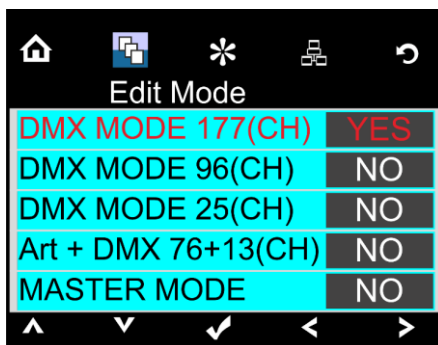 Edit Mode
DMX MODE 177(CH) YES
DMX MODE 96(CH) NO
DMX MODE 25(CH) NO
Art + DMX 76+13(CH) NO
MASTER MODE NO